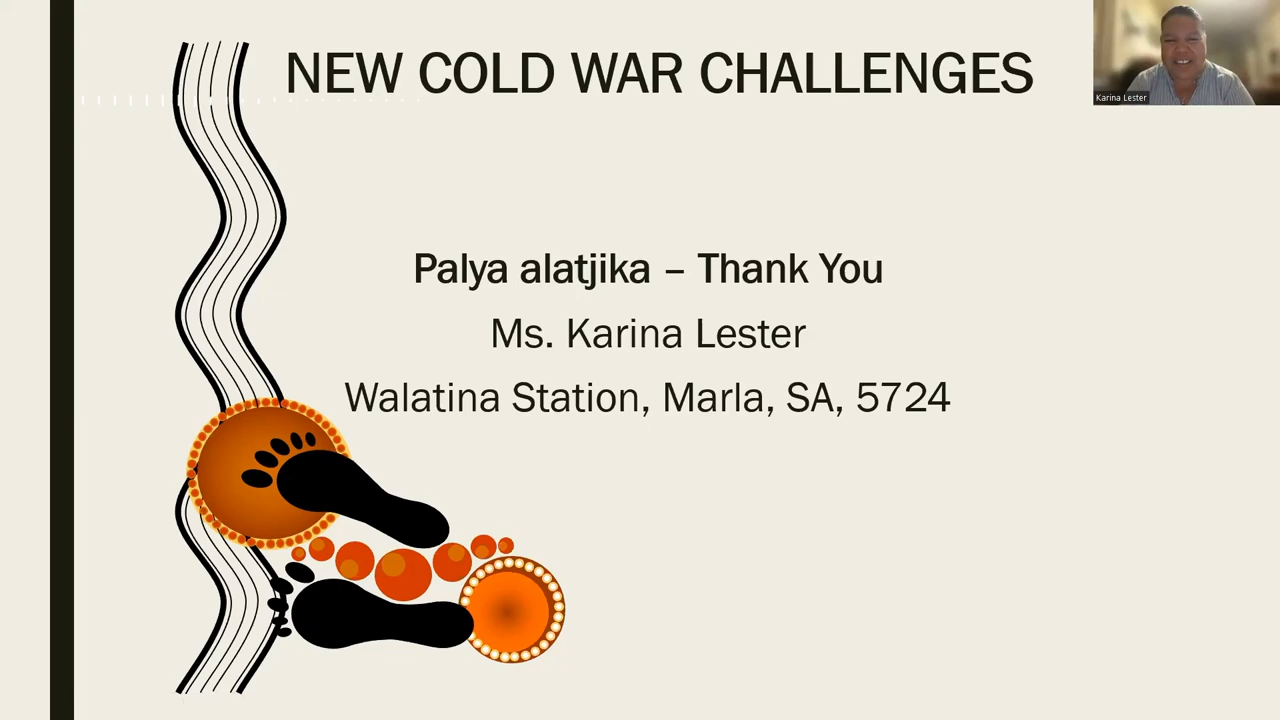 NEW COLD WAR CHALLENGES
Karina Lester
Palya alatjika – Thank You
Ms. Karina Lester
Walatina Station, Marla, SA, 5724